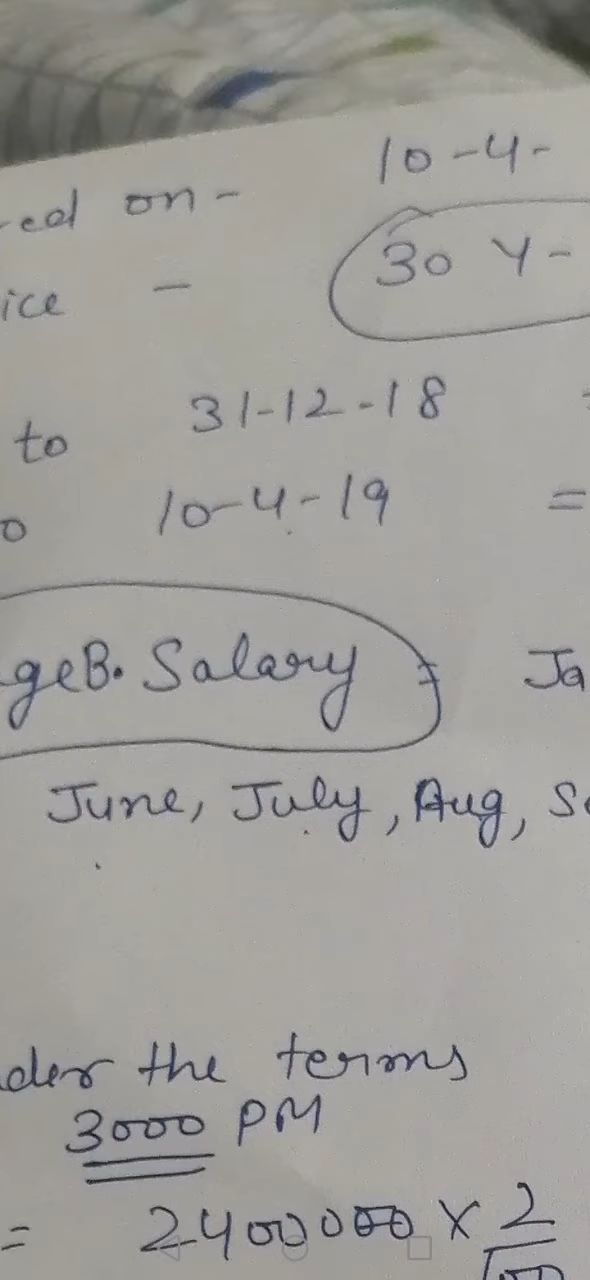 10-4-
-ed on -
30 Y-
ice -
to 31-12-18
o 10-4-19 =
geB. Salary Ja
June, July, Aug, S
der the terms
3000 PM
= 2400000 x 2/100